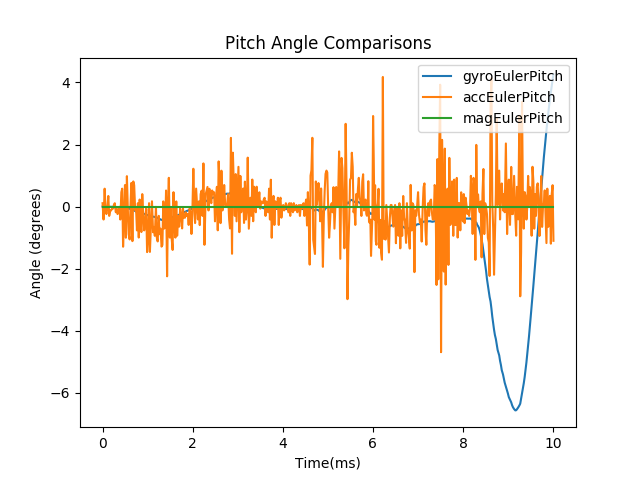 Pitch Angle Comparisons
gyroEulerPitch
accEulerPitch
magEulerPitch
Angle (degrees)
4
2
0
−2
−4
−6
0 2 4 6 8 10
Time(ms)